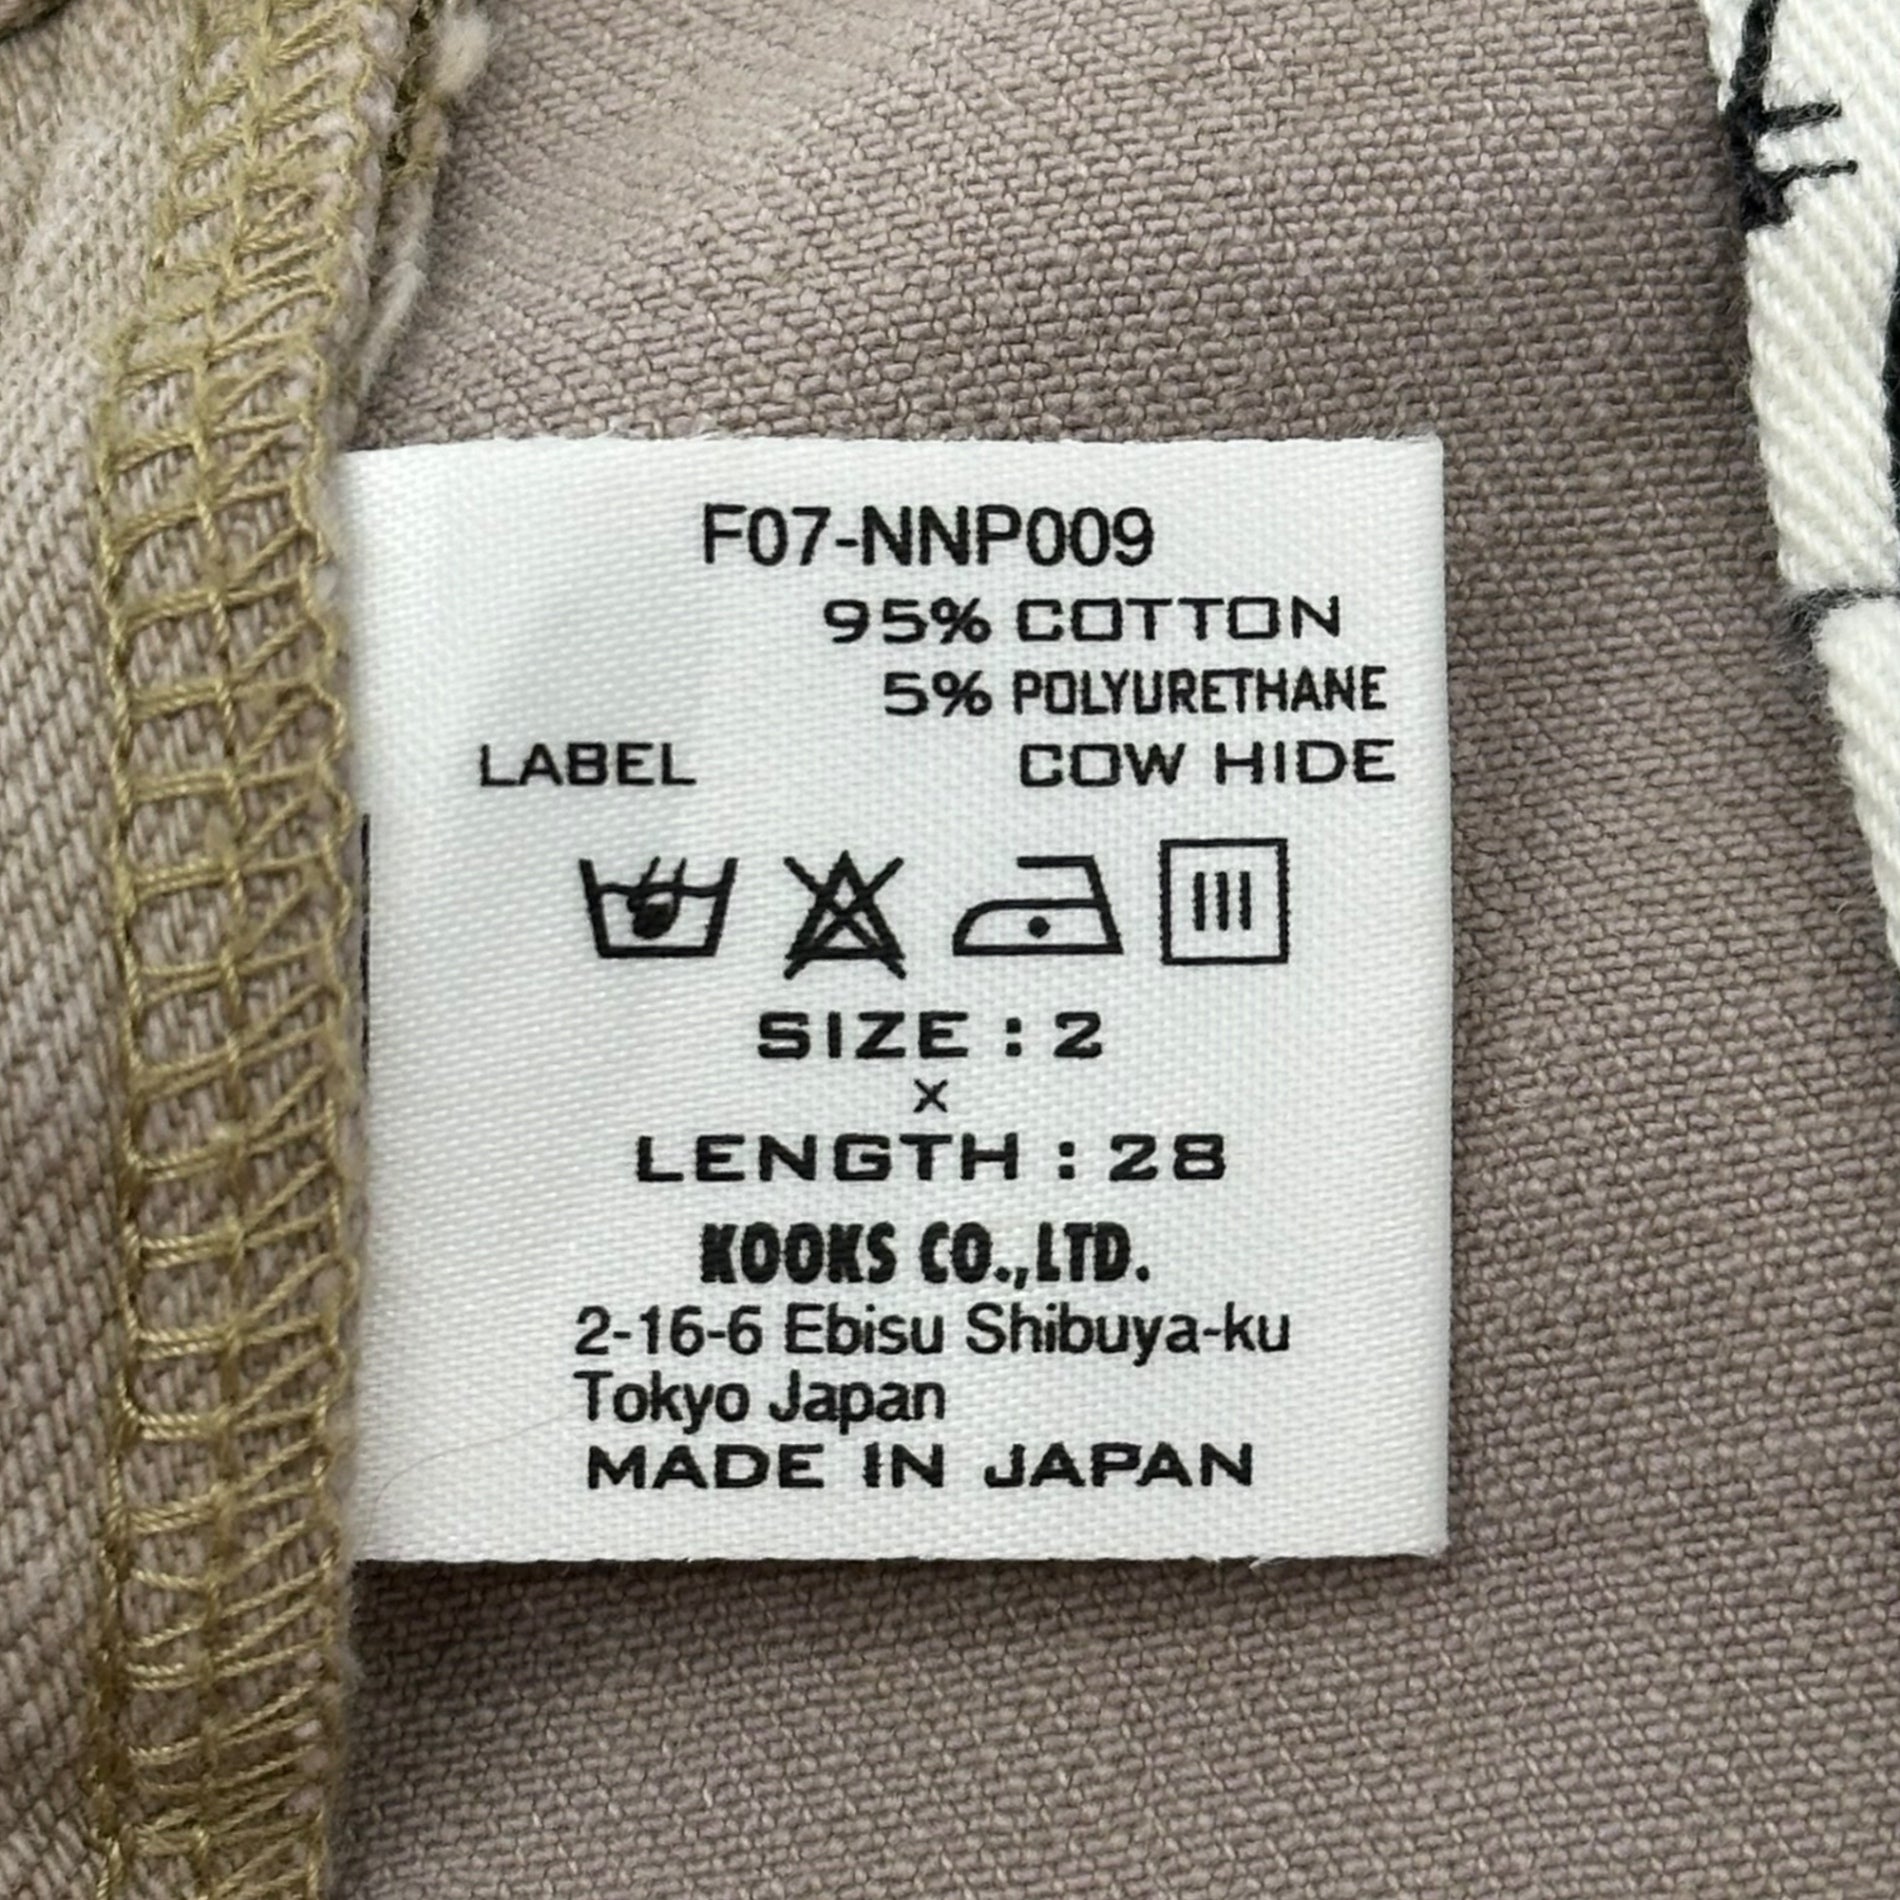 F07-NNP009
95% COTTON
5% POLYURETHANE
LABEL COW HIDE
SIZE : 2
×
LENGTH : 28
KOOKS CO.,LTD.
2-16-6 Ebisu Shibuya-ku
Tokyo Japan
MADE IN JAPAN